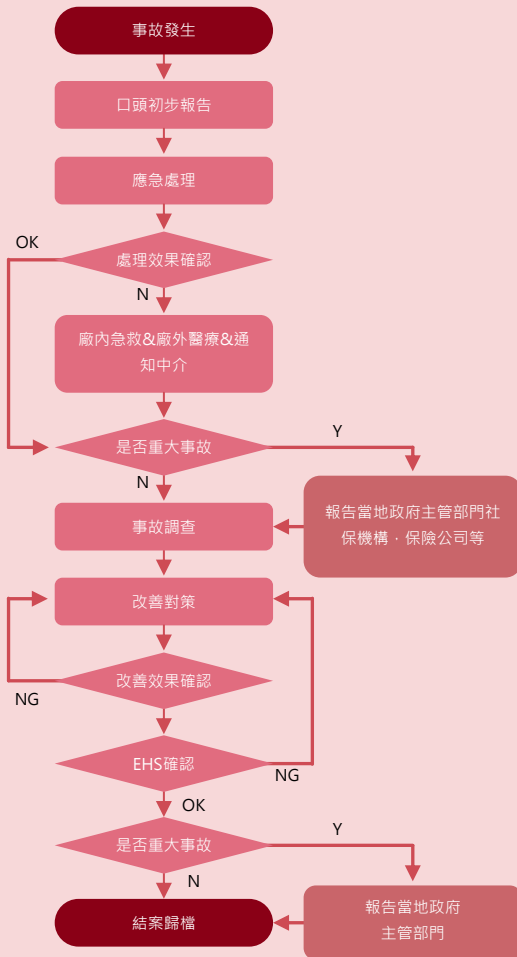 事故發生
口頭初步報告
應急處理
OK
處理效果確認
N
廠內急救&廠外醫療&通
知中介
Y
是否重大事故
N
報告當地政府主管部門社
保機構，保險公司等
事故調查
改善對策
改善效果確認
NG
EHS確認
NG
OK
Y
是否重大事故
N
報告當地政府
主管部門
結案歸檔